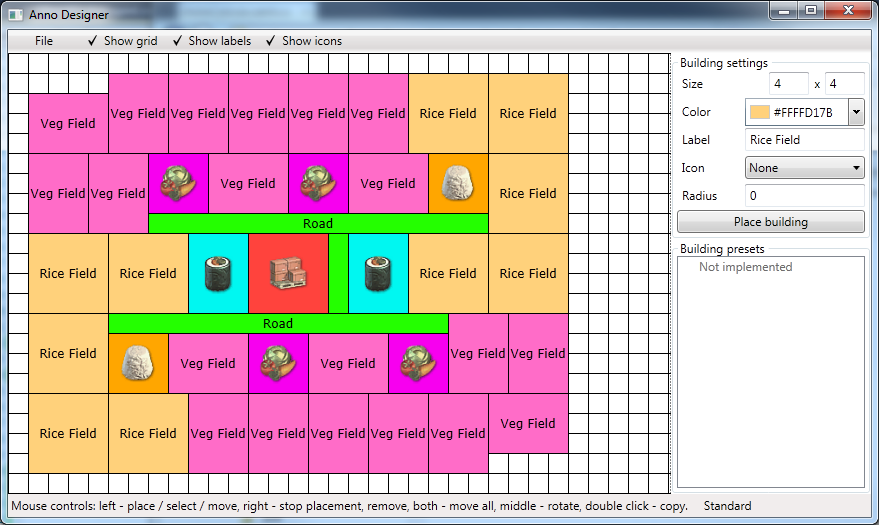 Anno Designer
File ✓ Show grid ✓ Show labels ✓ Show icons
Building settings
Size 4 x 4
Color #FFFFD17B
Label Rice Field
Icon None
Radius 0
Place building
Building presets
Not implemented
Veg Field Veg Field Veg Field Veg Field Veg Field Veg Field Rice Field Rice Field
Veg Field Veg Field Veg Field Veg Field Rice Field
Road
Rice Field Rice Field Rice Field Rice Field
Road
Rice Field Veg Field Veg Field Veg Field Veg Field
Rice Field Rice Field Veg Field Veg Field Veg Field Veg Field Veg Field Veg Field
Mouse controls: left - place / select / move, right - stop placement, remove, both - move all, middle - rotate, double click - copy. Standard